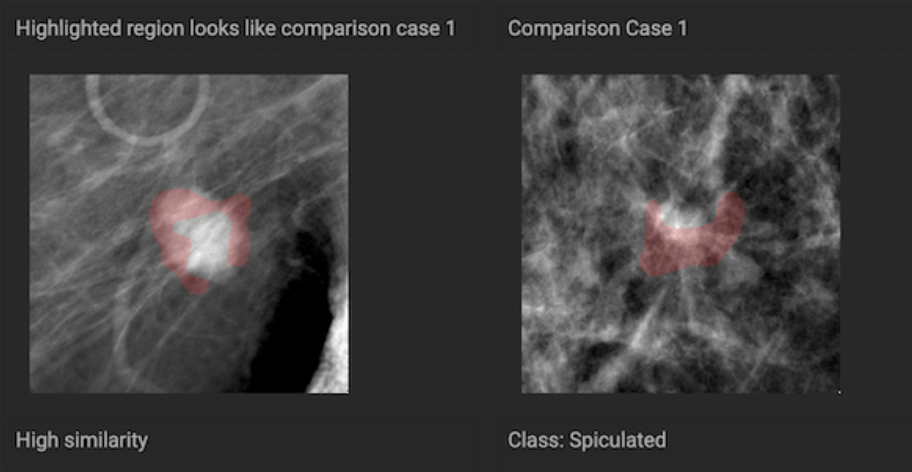 Highlighted region looks like comparison case 1
Comparison Case 1
High similarity
Class: Spiculated